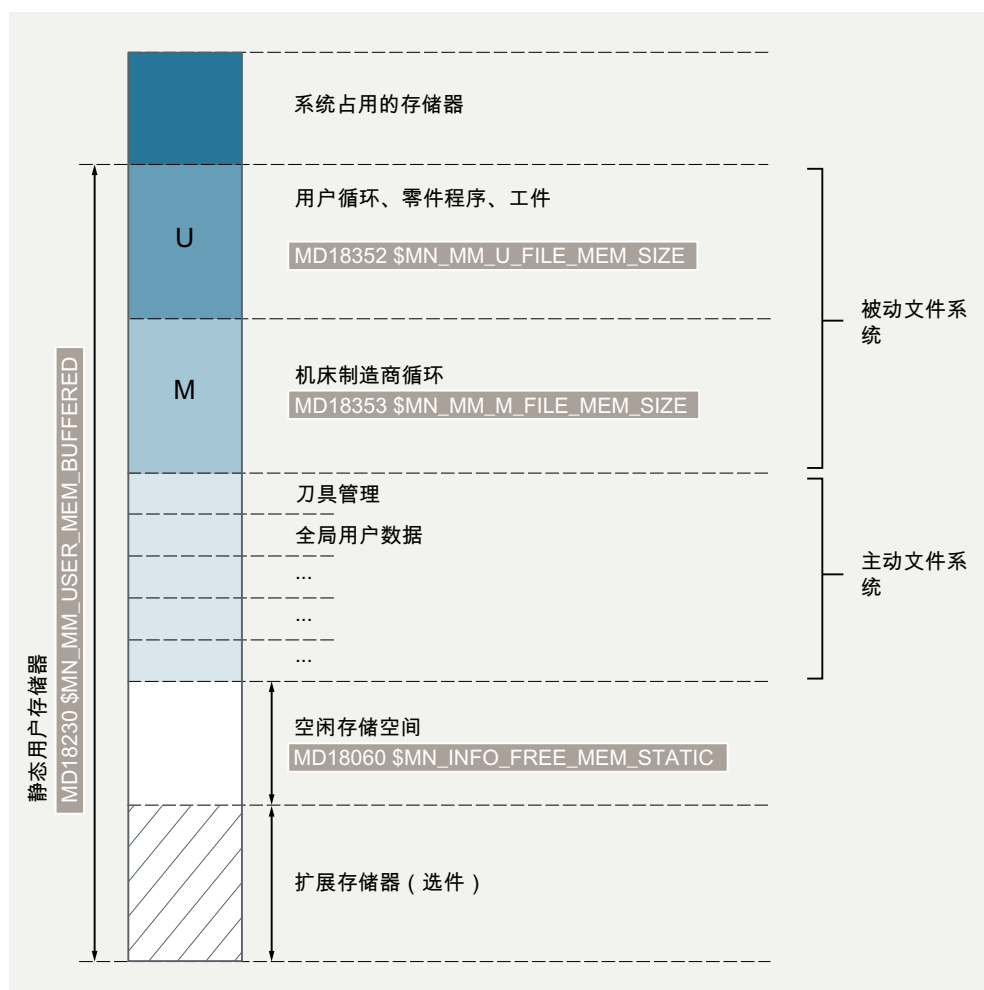 系统占用的存储器
用户循环、零件程序、工件
U
MD18352 $MN_MM_U_FILE_MEM_SIZE
被动文件系
统
机床制造商循环
M
MD18353 $MN_MM_M_FILE_MEM_SIZE
刀具管理
全局用户数据
...
...
...
主动文件系
统
静态用户存储器
MD18230 $MN_MM_USER_MEM_BUFFERED
空闲存储空间
MD18060 $MN_INFO_FREE_MEM_STATIC
扩展存储器（选件）